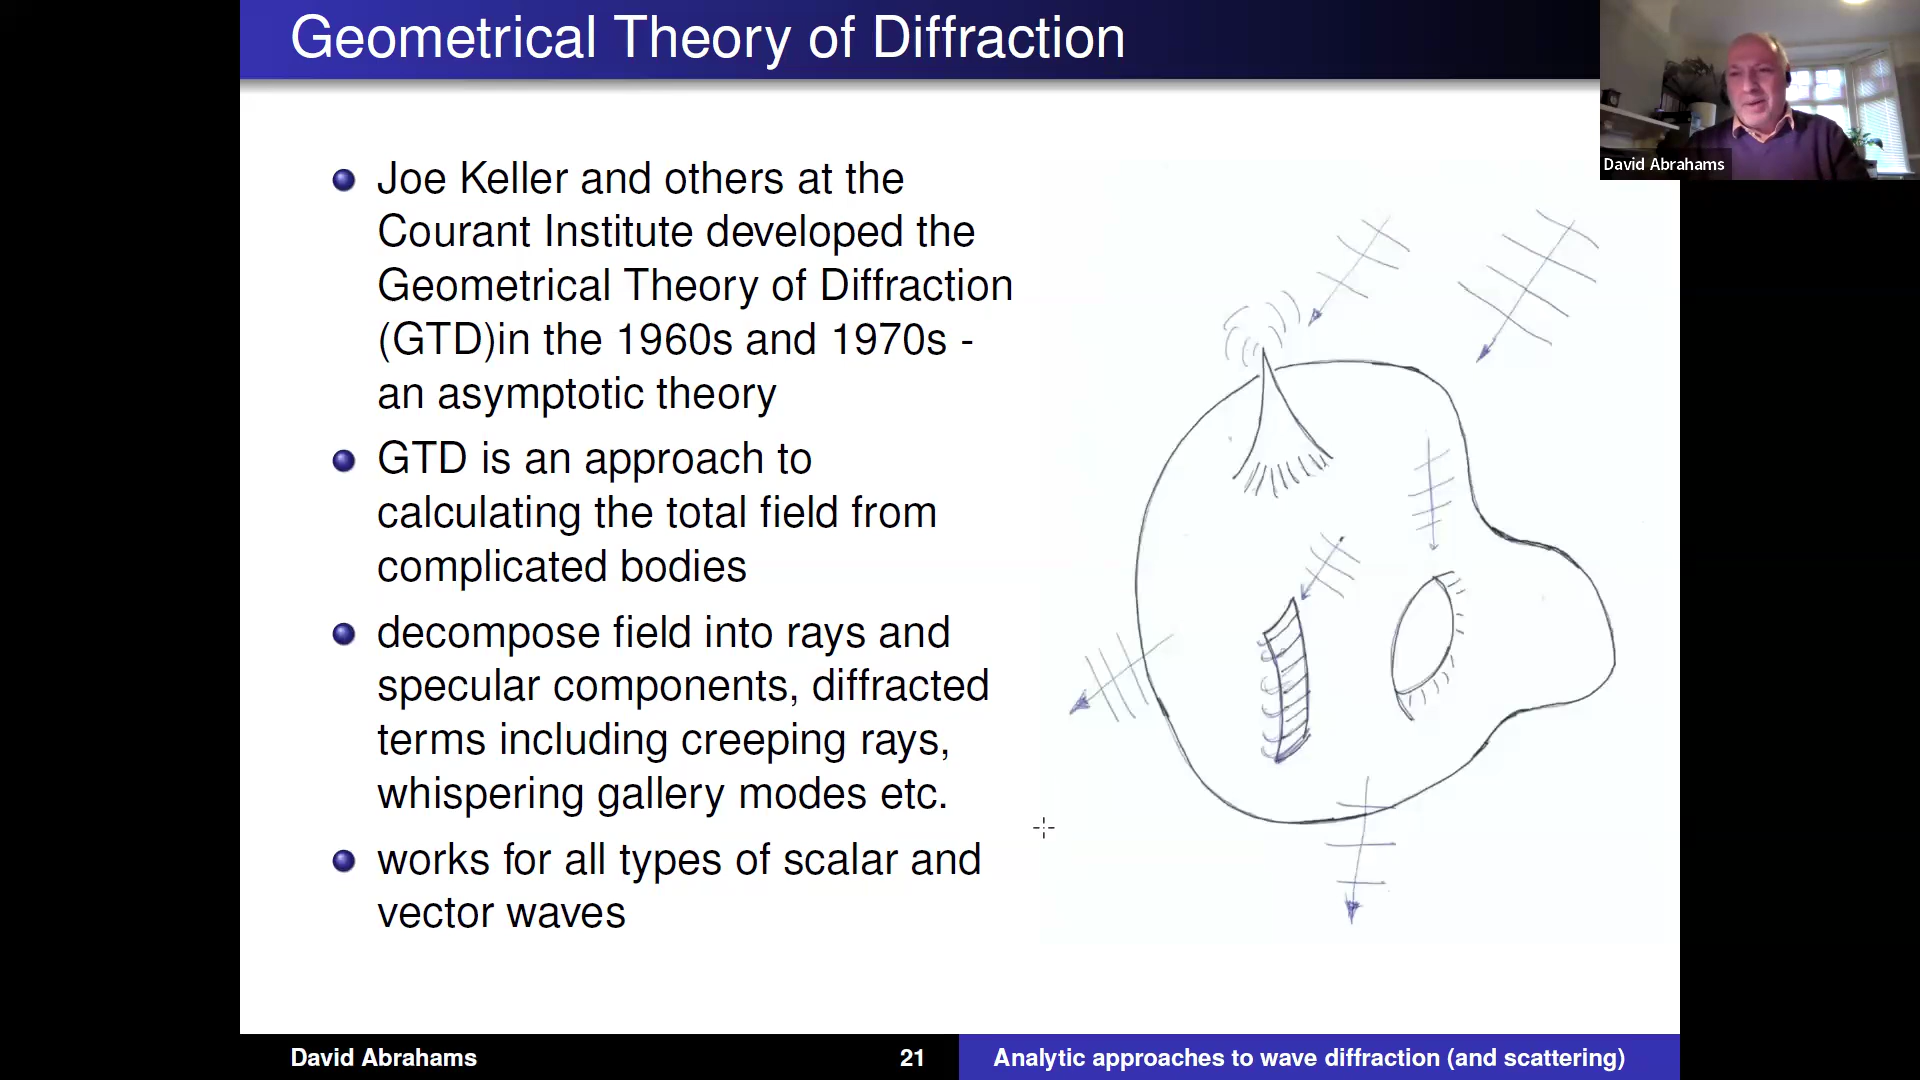 Geometrical Theory of Diffraction
David Abrahams
Joe Keller and others at the
Courant Institute developed the
Geometrical Theory of Diffraction
(GTD)in the 1960s and 1970s -
an asymptotic theory
GTD is an approach to
calculating the total field from
complicated bodies
decompose field into rays and
specular components, diffracted
terms including creeping rays,
whispering gallery modes etc.
works for all types of scalar and
vector waves
David Abrahams
21
Analytic approaches to wave diffraction (and scattering)